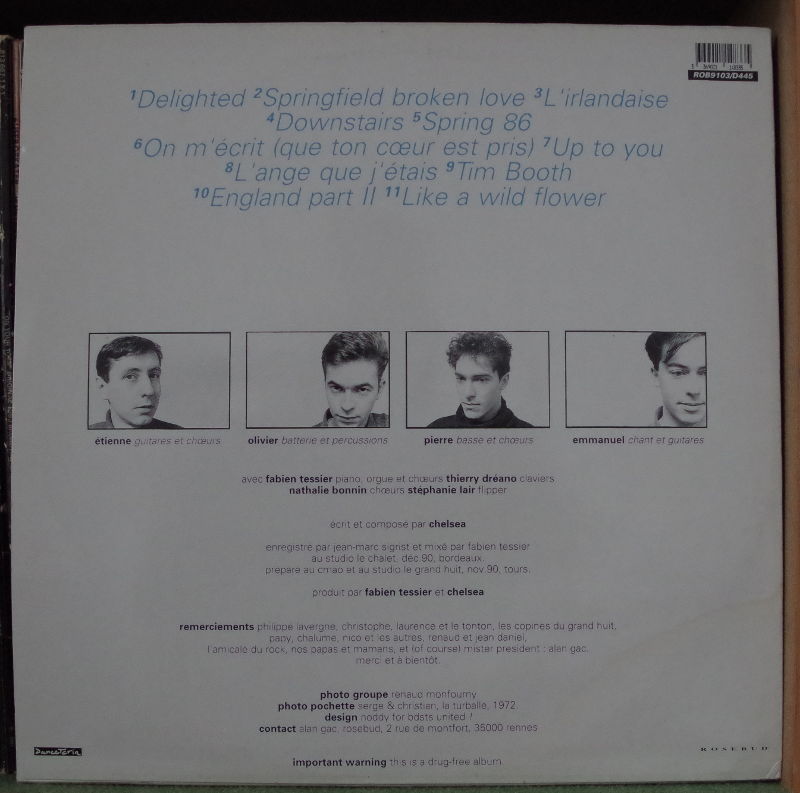 ROB9103/D445
1Delighted 2Springfield broken love 3L'irlandaise
4Downstairs 5Spring 86
6On m'écrit (que ton cœur est pris) 7Up to you
8L'ange que j'étais 9Tim Booth
10England part II 11Like a wild flower
étienne guitares et chœurs
olivier batterie et percussions
pierre basse et chœurs
emmanuel chant et guitares
avec fabien tessier piano, orgue et chœurs thierry dréano claviers
nathalie bonnin chœurs stéphanie lair flipper
écrit et composé par chelsea
enregistré par jean-marc sigrist et mixé par fabien tessier
au studio le chalet, déc.90, bordeaux.
préparé au cmao et au studio le grand huit, nov.90, tours.
produit par fabien tessier et chelsea
remerciements philippe lavergne, christophe, laurence et le tonton, les copines du grand huit,
papy, chalume, nico et les autres, renaud et jean daniel,
l'amicale du rock, nos papas et mamans, et (of course) mister president : alan gac.
merci et à bientôt.
photo groupe renaud monfourny
photo pochette serge & christian, la turballe, 1972.
design noddy for bdsts united !
contact alan gac, rosebud, 2 rue de montfort, 35000 rennes
Danceteria
ROSEBUD
important warning this is a drug-free album